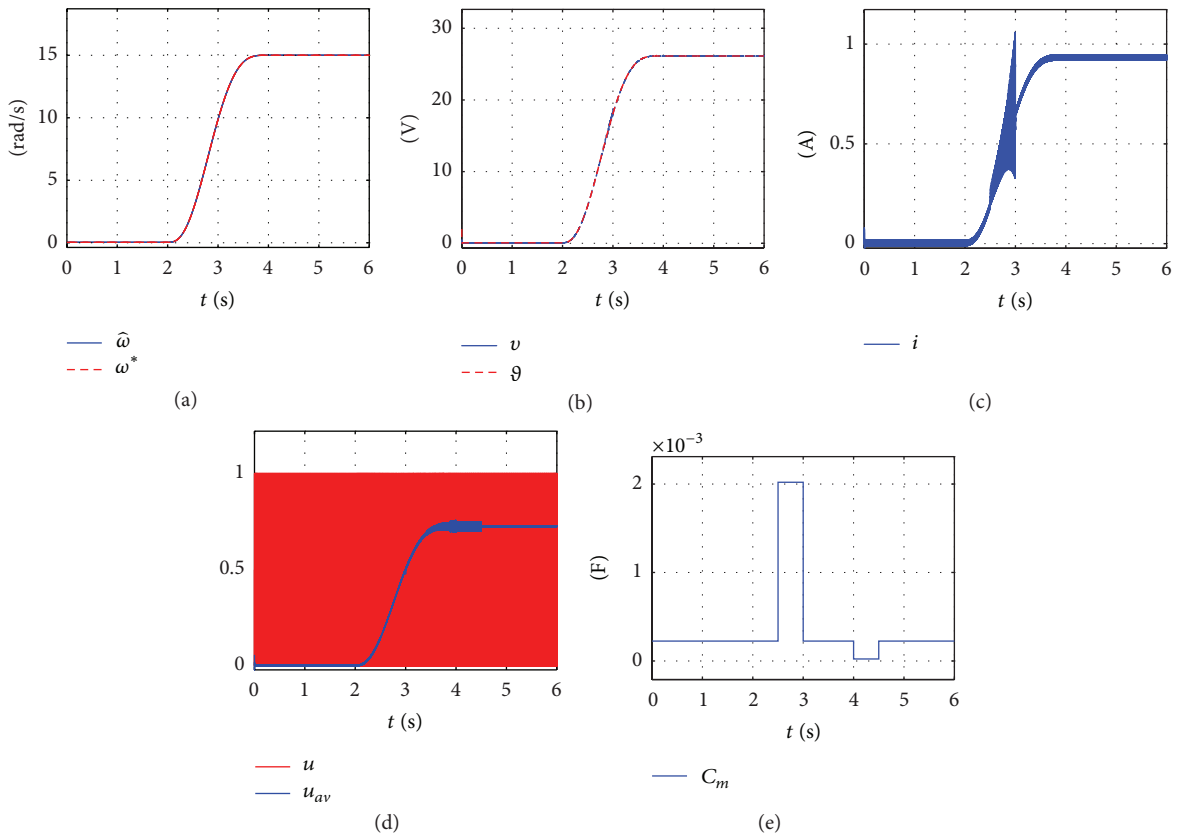 15
10
5
0
(rad/s)
0 1 2 3 4 5 6
t (s)
ω̂
ω*
(a)
30
20
10
0
(V)
0 1 2 3 4 5 6
t (s)
υ
ϑ
(b)
1
0.5
0
(A)
0 1 2 3 4 5 6
t (s)
i
(c)
1
0.5
0
0 1 2 3 4 5 6
t (s)
u
u_av
(d)
×10⁻³
2
1
0
(F)
0 1 2 3 4 5 6
t (s)
C_m
(e)